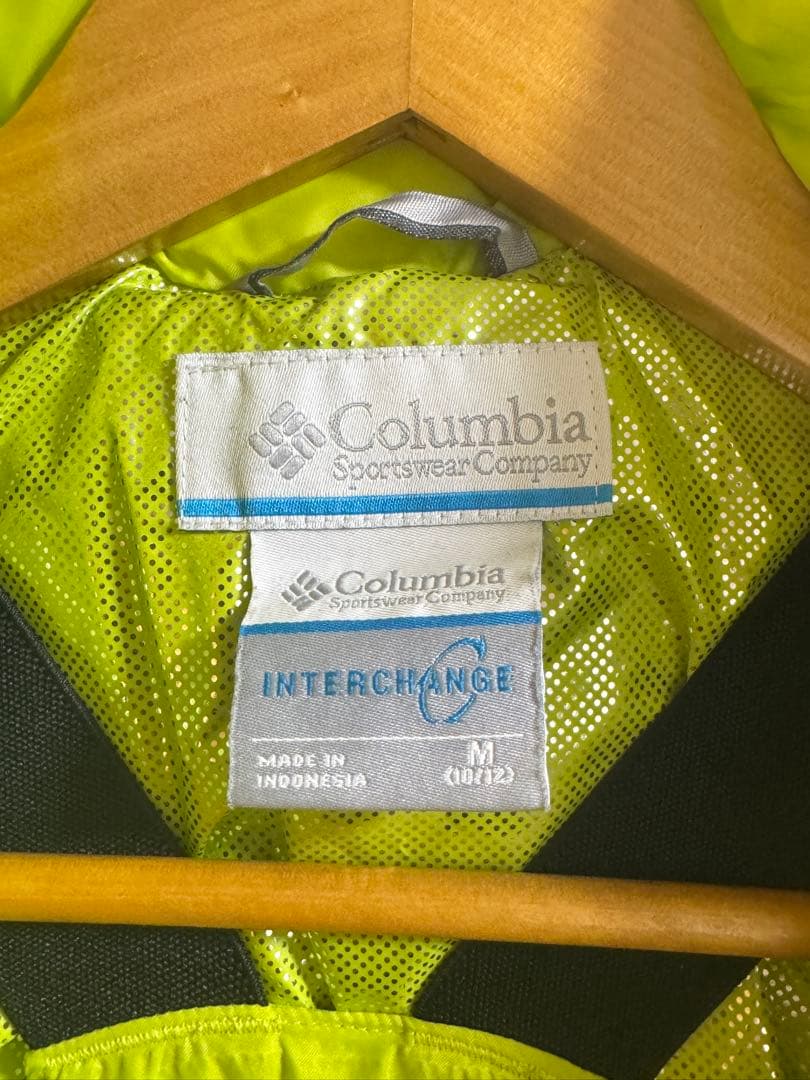 Columbia
Sportswear Company
Columbia
Sportswear Company
INTERCHANGE
MADE IN
INDONESIA
M
(10/12)